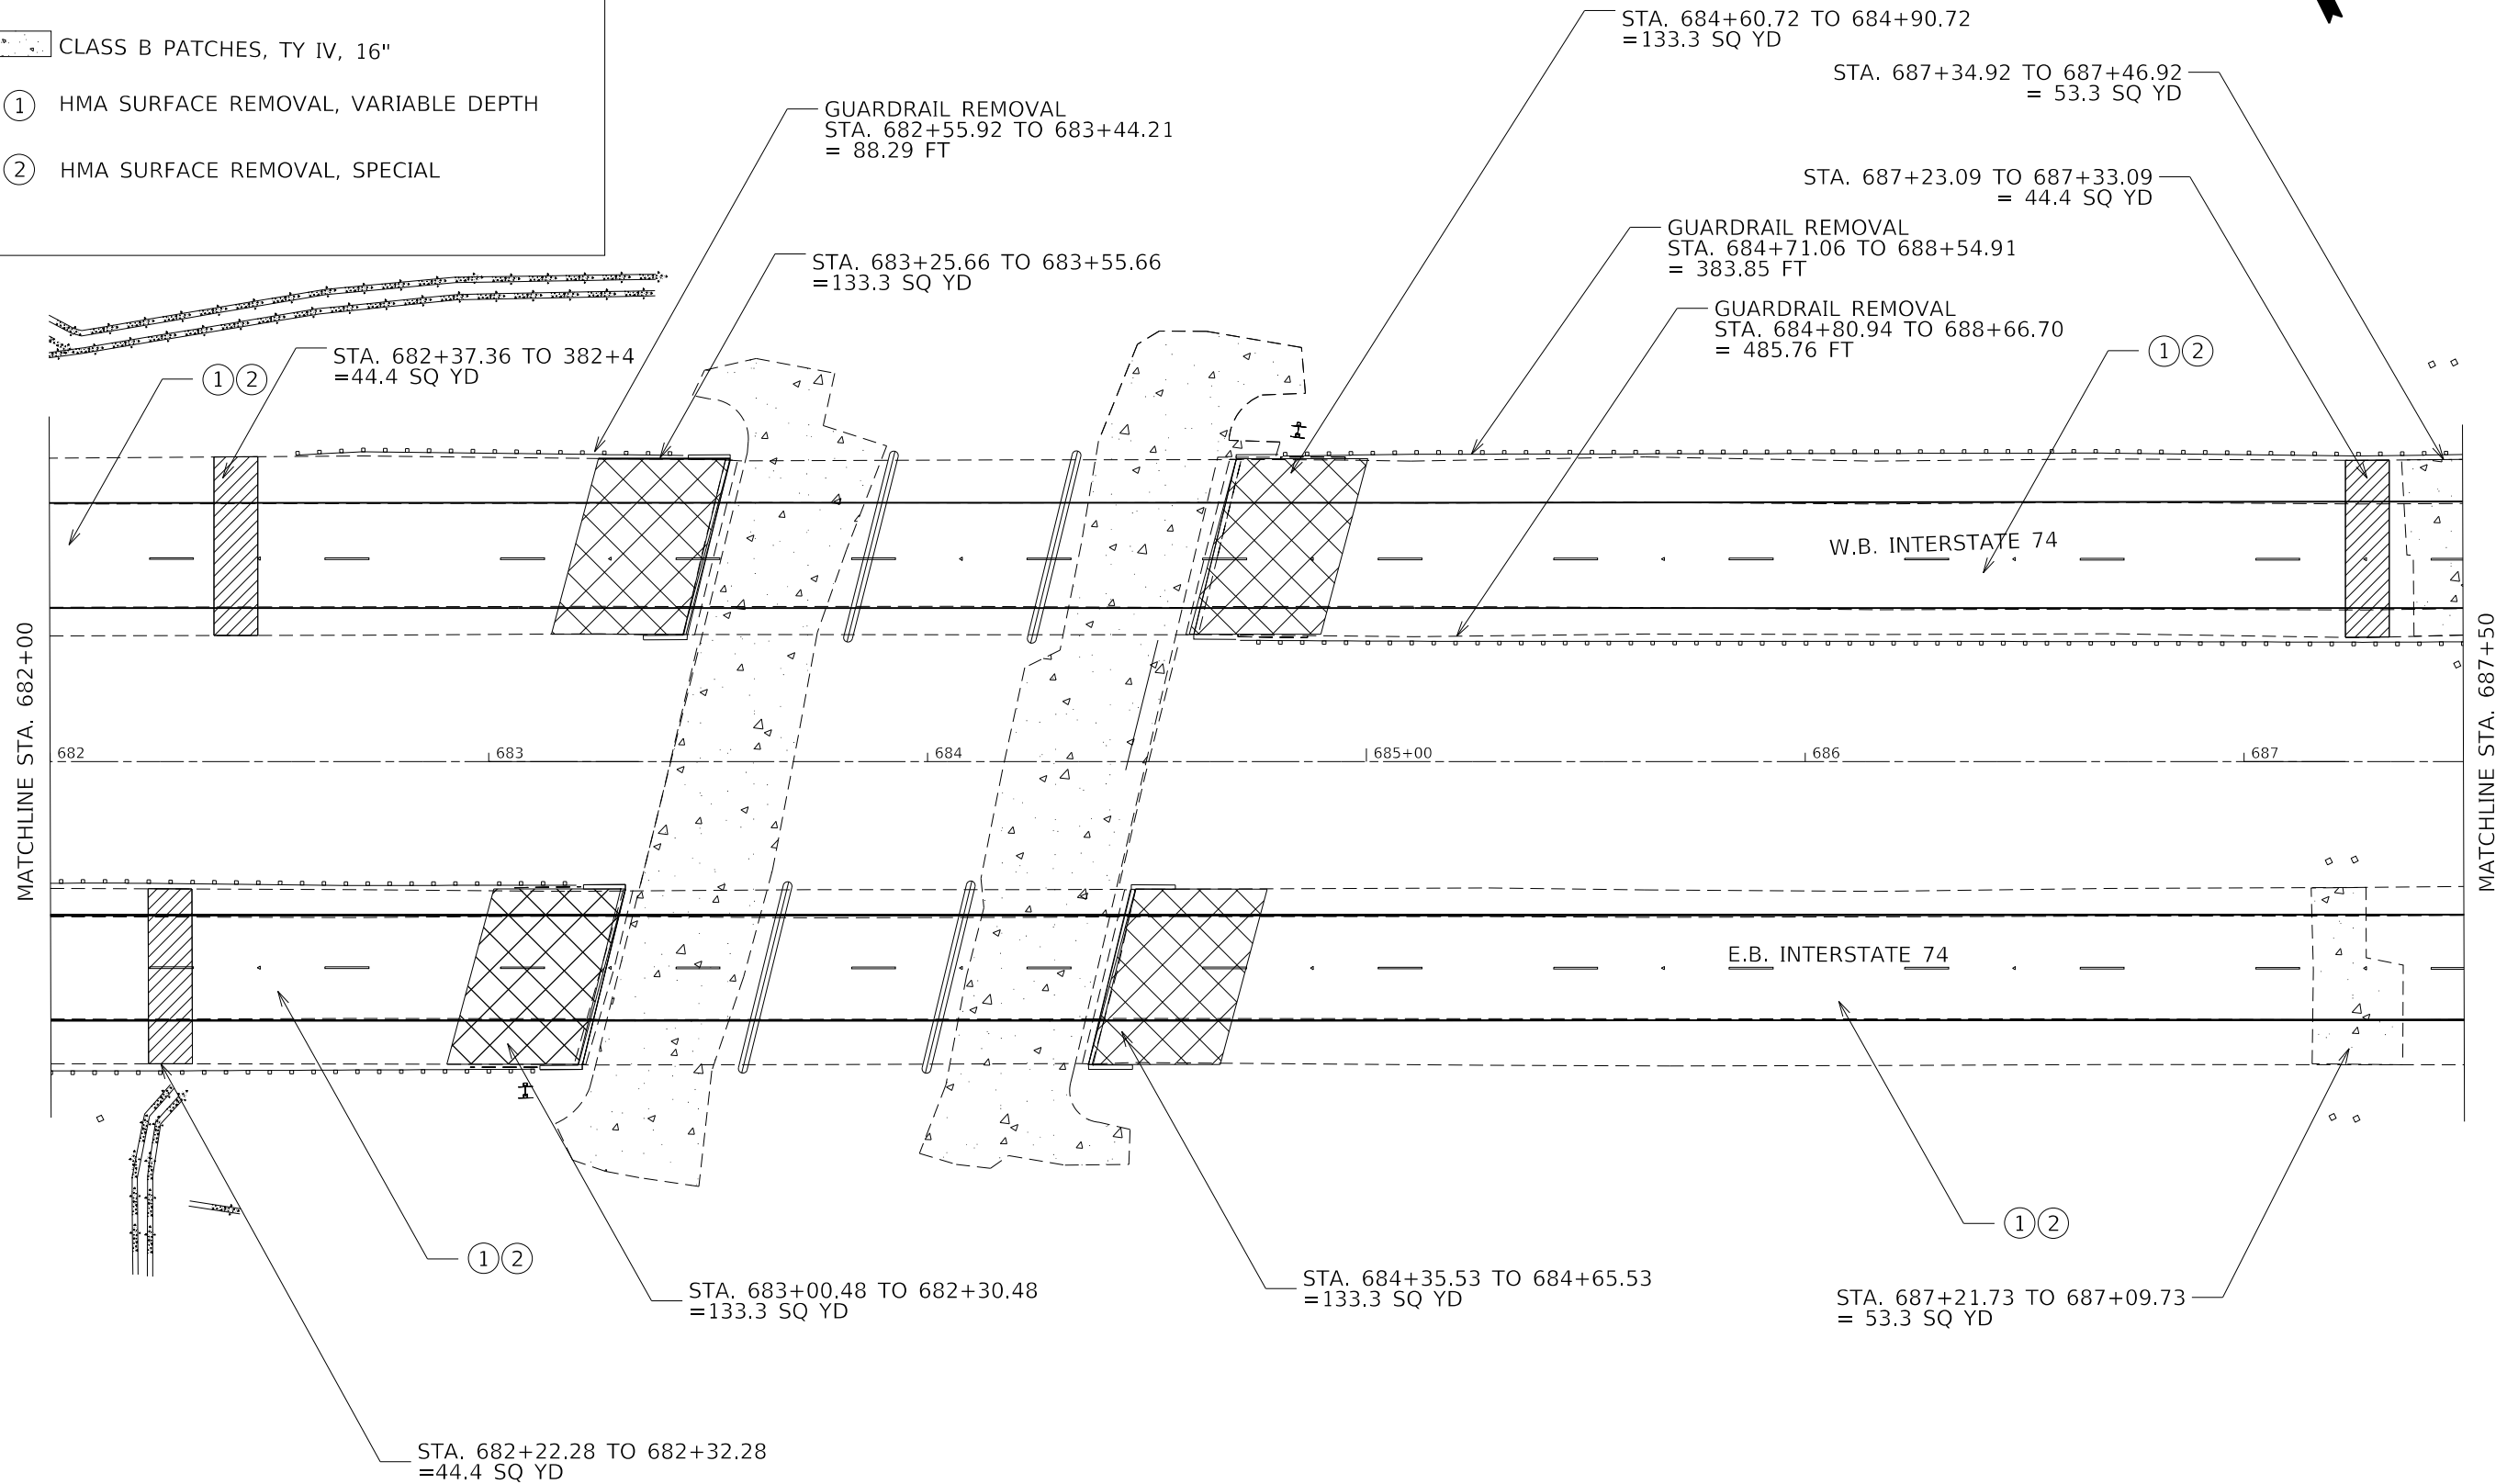 CLASS B PATCHES, TY IV, 16"
1 HMA SURFACE REMOVAL, VARIABLE DEPTH
2 HMA SURFACE REMOVAL, SPECIAL
STA. 684+60.72 TO 684+90.72
=133.3 SQ YD
STA. 687+34.92 TO 687+46.92
= 53.3 SQ YD
GUARDRAIL REMOVAL
STA. 682+55.92 TO 683+44.21
= 88.29 FT
STA. 687+23.09 TO 687+33.09
= 44.4 SQ YD
GUARDRAIL REMOVAL
STA. 684+71.06 TO 688+54.91
= 383.85 FT
STA. 683+25.66 TO 683+55.66
=133.3 SQ YD
GUARDRAIL REMOVAL
STA. 684+80.94 TO 688+66.70
= 485.76 FT
STA. 682+37.36 TO 382+4
=44.4 SQ YD
1 2
1 2
W.B. INTERSTATE 74
MATCHLINE STA. 682+00
682
683
684
685+00
686
687
MATCHLINE STA. 687+50
E.B. INTERSTATE 74
1 2
1 2
STA. 683+00.48 TO 682+30.48
=133.3 SQ YD
STA. 684+35.53 TO 684+65.53
=133.3 SQ YD
STA. 687+21.73 TO 687+09.73
= 53.3 SQ YD
STA. 682+22.28 TO 682+32.28
=44.4 SQ YD